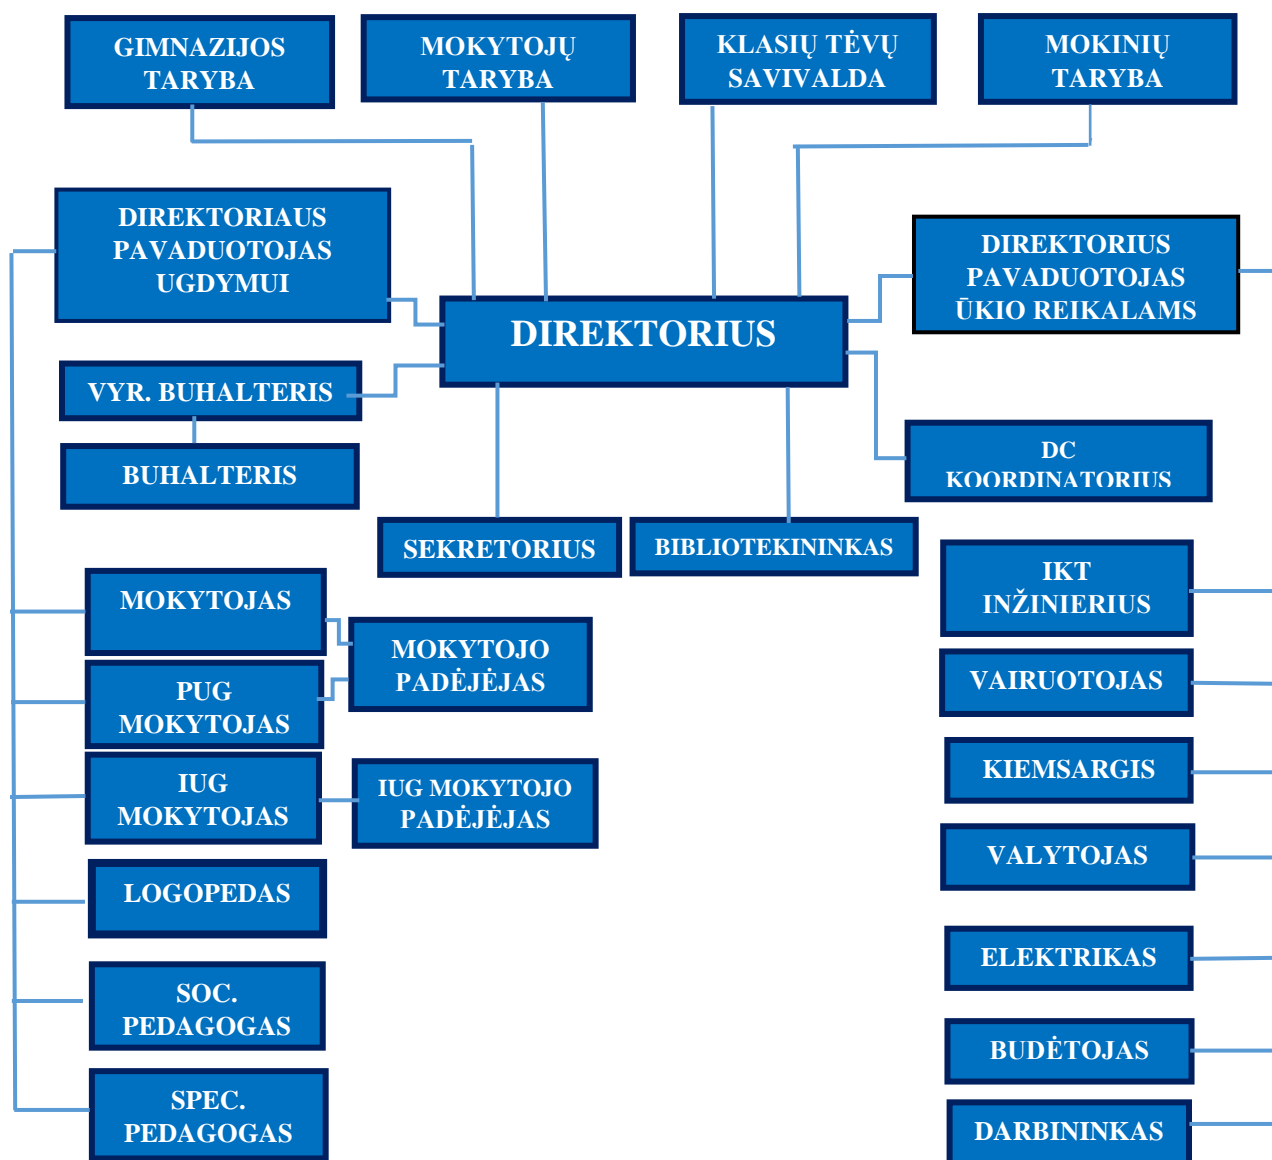 GIMNAZIJOS
TARYBA
MOKYTOJŲ
TARYBA
KLASIŲ TĖVŲ
SAVIVALDA
MOKINIŲ
TARYBA
DIREKTORIAUS
PAVADUOTOJAS
UGDYMUI
DIREKTORIUS
PAVADUOTOJAS
ŪKIO REIKALAMS
DIREKTORIUS
VYR. BUHALTERIS
BUHALTERIS
DC
KOORDINATORIUS
SEKRETORIUS
BIBLIOTEKININKAS
MOKYTOJAS
MOKYTOJO
PADĖJĖJAS
PUG
MOKYTOJAS
IUG
MOKYTOJAS
IUG MOKYTOJO
PADĖJĖJAS
LOGOPEDAS
SOC.
PEDAGOGAS
SPEC.
PEDAGOGAS
IKT
INŽINIERIUS
VAIRUOTOJAS
KIEMSARGIS
VALYTOJAS
ELEKTRIKAS
BUDĖTOJAS
DARBININKAS